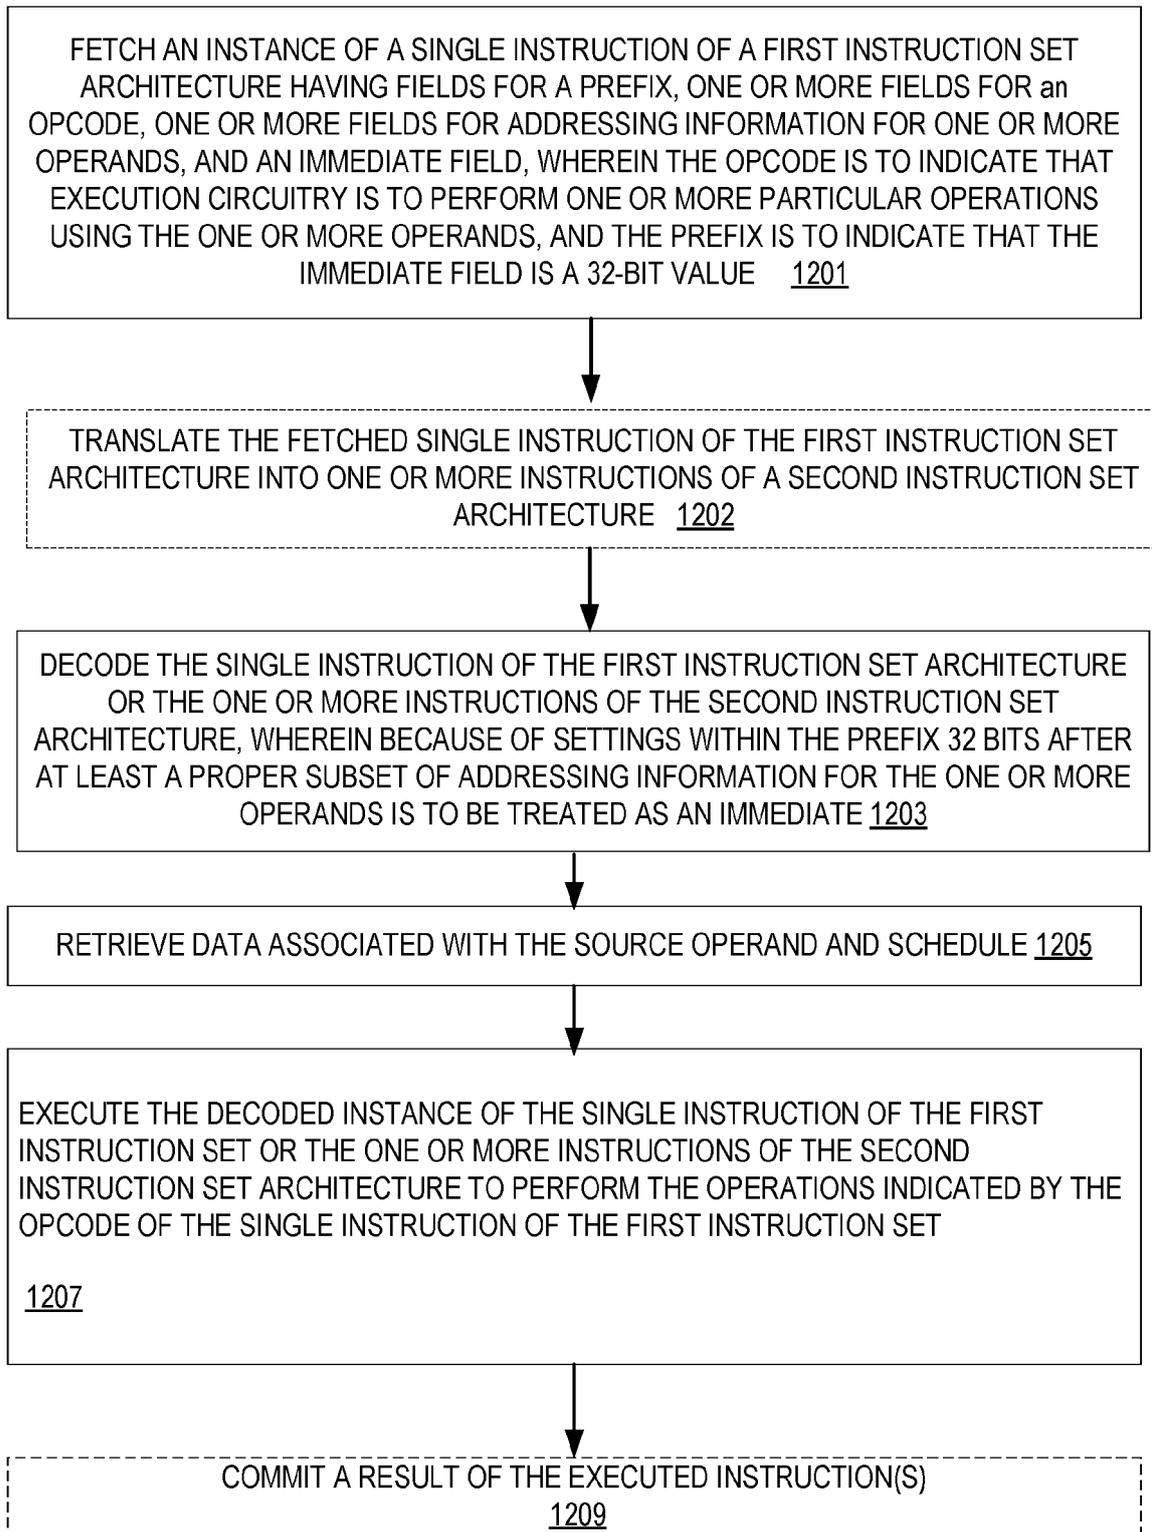 FETCH AN INSTANCE OF A SINGLE INSTRUCTION OF A FIRST INSTRUCTION SET
ARCHITECTURE HAVING FIELDS FOR A PREFIX, ONE OR MORE FIELDS FOR an
OPCODE, ONE OR MORE FIELDS FOR ADDRESSING INFORMATION FOR ONE OR MORE
OPERANDS, AND AN IMMEDIATE FIELD, WHEREIN THE OPCODE IS TO INDICATE THAT
EXECUTION CIRCUITRY IS TO PERFORM ONE OR MORE PARTICULAR OPERATIONS
USING THE ONE OR MORE OPERANDS, AND THE PREFIX IS TO INDICATE THAT THE
IMMEDIATE FIELD IS A 32-BIT VALUE 1201
TRANSLATE THE FETCHED SINGLE INSTRUCTION OF THE FIRST INSTRUCTION SET
ARCHITECTURE INTO ONE OR MORE INSTRUCTIONS OF A SECOND INSTRUCTION SET
ARCHITECTURE 1202
DECODE THE SINGLE INSTRUCTION OF THE FIRST INSTRUCTION SET ARCHITECTURE
OR THE ONE OR MORE INSTRUCTIONS OF THE SECOND INSTRUCTION SET
ARCHITECTURE, WHEREIN BECAUSE OF SETTINGS WITHIN THE PREFIX 32 BITS AFTER
AT LEAST A PROPER SUBSET OF ADDRESSING INFORMATION FOR THE ONE OR MORE
OPERANDS IS TO BE TREATED AS AN IMMEDIATE 1203
RETRIEVE DATA ASSOCIATED WITH THE SOURCE OPERAND AND SCHEDULE 1205
EXECUTE THE DECODED INSTANCE OF THE SINGLE INSTRUCTION OF THE FIRST
INSTRUCTION SET OR THE ONE OR MORE INSTRUCTIONS OF THE SECOND
INSTRUCTION SET ARCHITECTURE TO PERFORM THE OPERATIONS INDICATED BY THE
OPCODE OF THE SINGLE INSTRUCTION OF THE FIRST INSTRUCTION SET
1207
COMMIT A RESULT OF THE EXECUTED INSTRUCTION(S)
1209